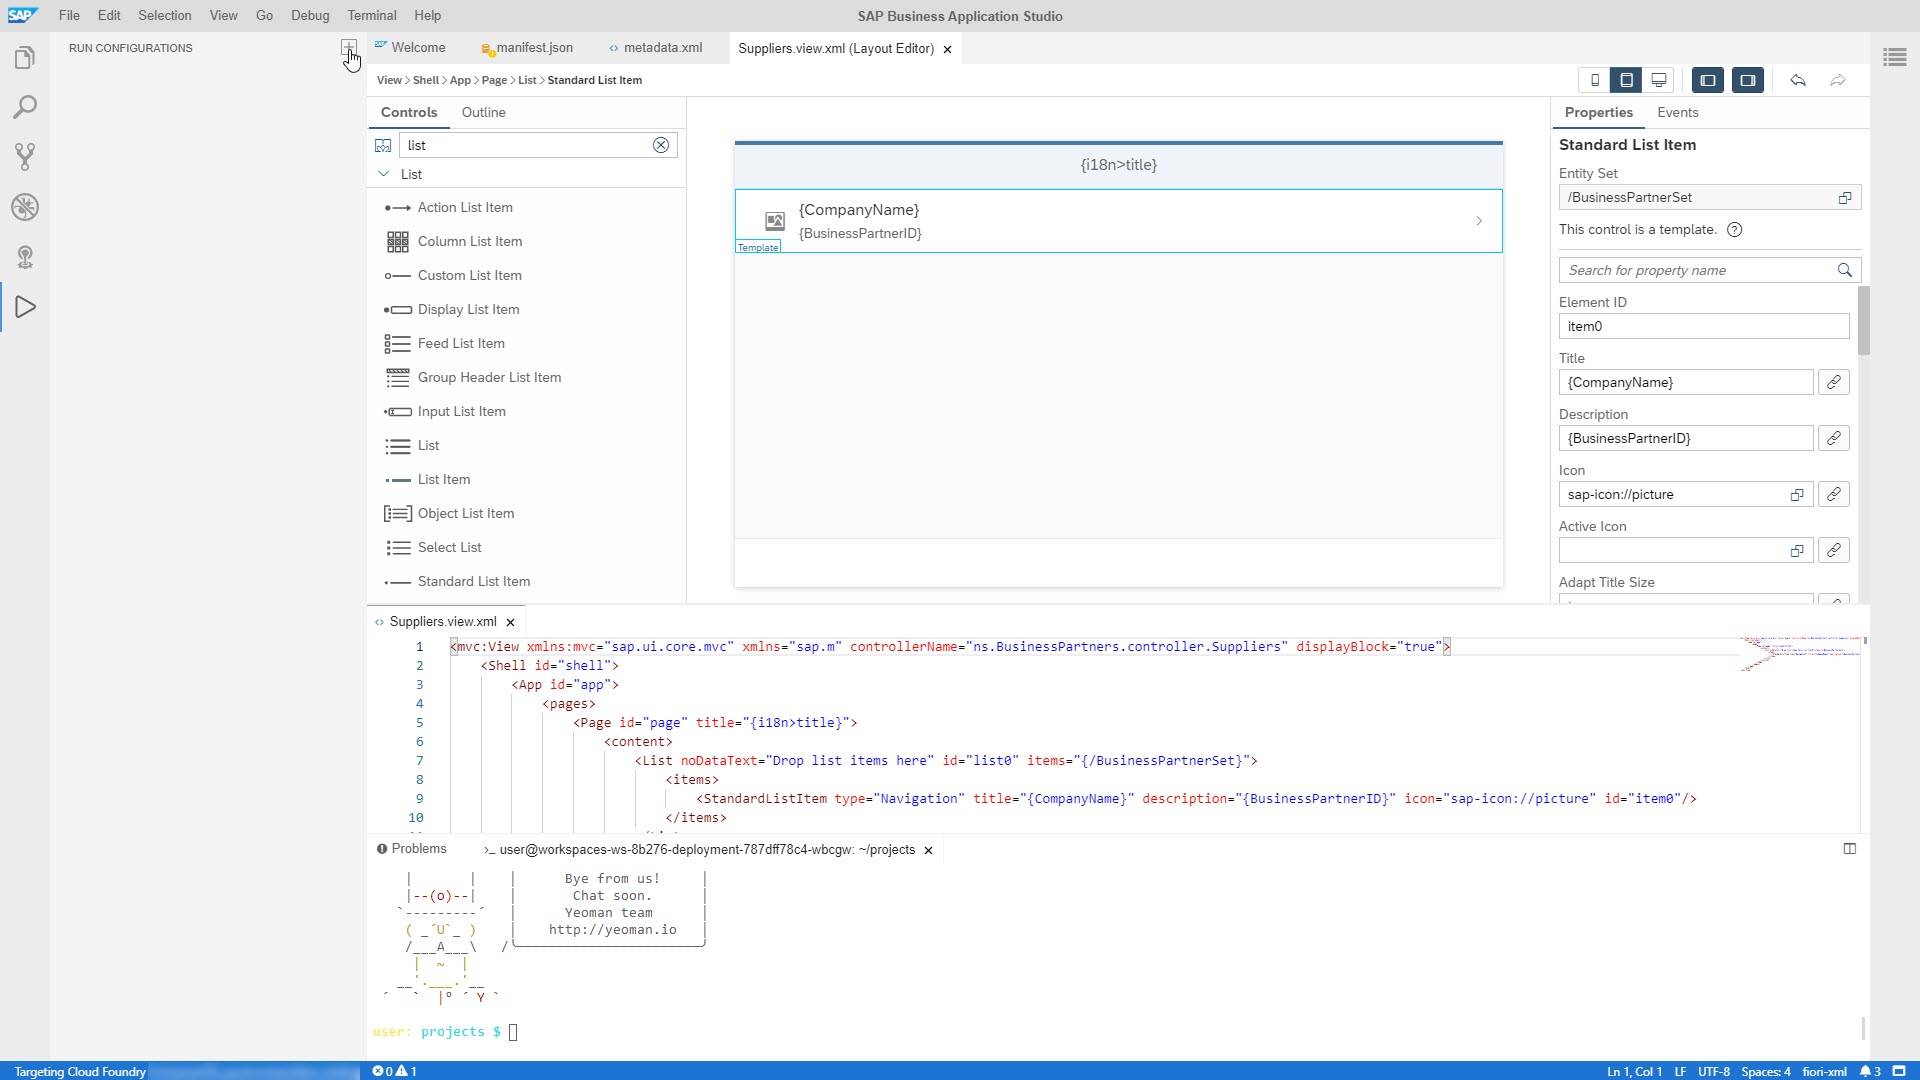 SAP File Edit Selection View Go Debug Terminal Help SAP Business Application Studio
RUN CONFIGURATIONS
Welcome manifest.json metadata.xml Suppliers.view.xml (Layout Editor)
View > Shell > App > Page > List > Standard List Item
Controls Outline
list
List
Action List Item
Column List Item
Custom List Item
Display List Item
Feed List Item
Group Header List Item
Input List Item
List
List Item
Object List Item
Select List
Standard List Item
{i18n>title}
{CompanyName}
{BusinessPartnerID}
Template
Properties Events
Standard List Item
Entity Set
/BusinessPartnerSet
This control is a template.
Search for property name
Element ID
item0
Title
{CompanyName}
Description
{BusinessPartnerID}
Icon
sap-icon://picture
Active Icon
Adapt Title Size
Suppliers.view.xml
1 <mvc:View xmlns:mvc="sap.ui.core.mvc" xmlns="sap.m" controllerName="ns.BusinessPartners.controller.Suppliers" displayBlock="true">
2 <Shell id="shell">
3 <App id="app">
4 <pages>
5 <Page id="page" title="{i18n>title}">
6 <content>
7 <List noDataText="Drop list items here" id="list0" items="{/BusinessPartnerSet}">
8 <items>
9 <StandardListItem type="Navigation" title="{CompanyName}" description="{BusinessPartnerID}" icon="sap-icon://picture" id="item0"/>
10 </items>
Problems >_ user@workspaces-ws-8b276-deployment-787dff78c4-wbcgw: ~/projects
Bye from us!
Chat soon.
Yeoman team
http://yeoman.io
user: projects $
Targeting Cloud Foundry 0 1 Ln 1, Col 1 LF UTF-8 Spaces: 4 fiori-xml 3